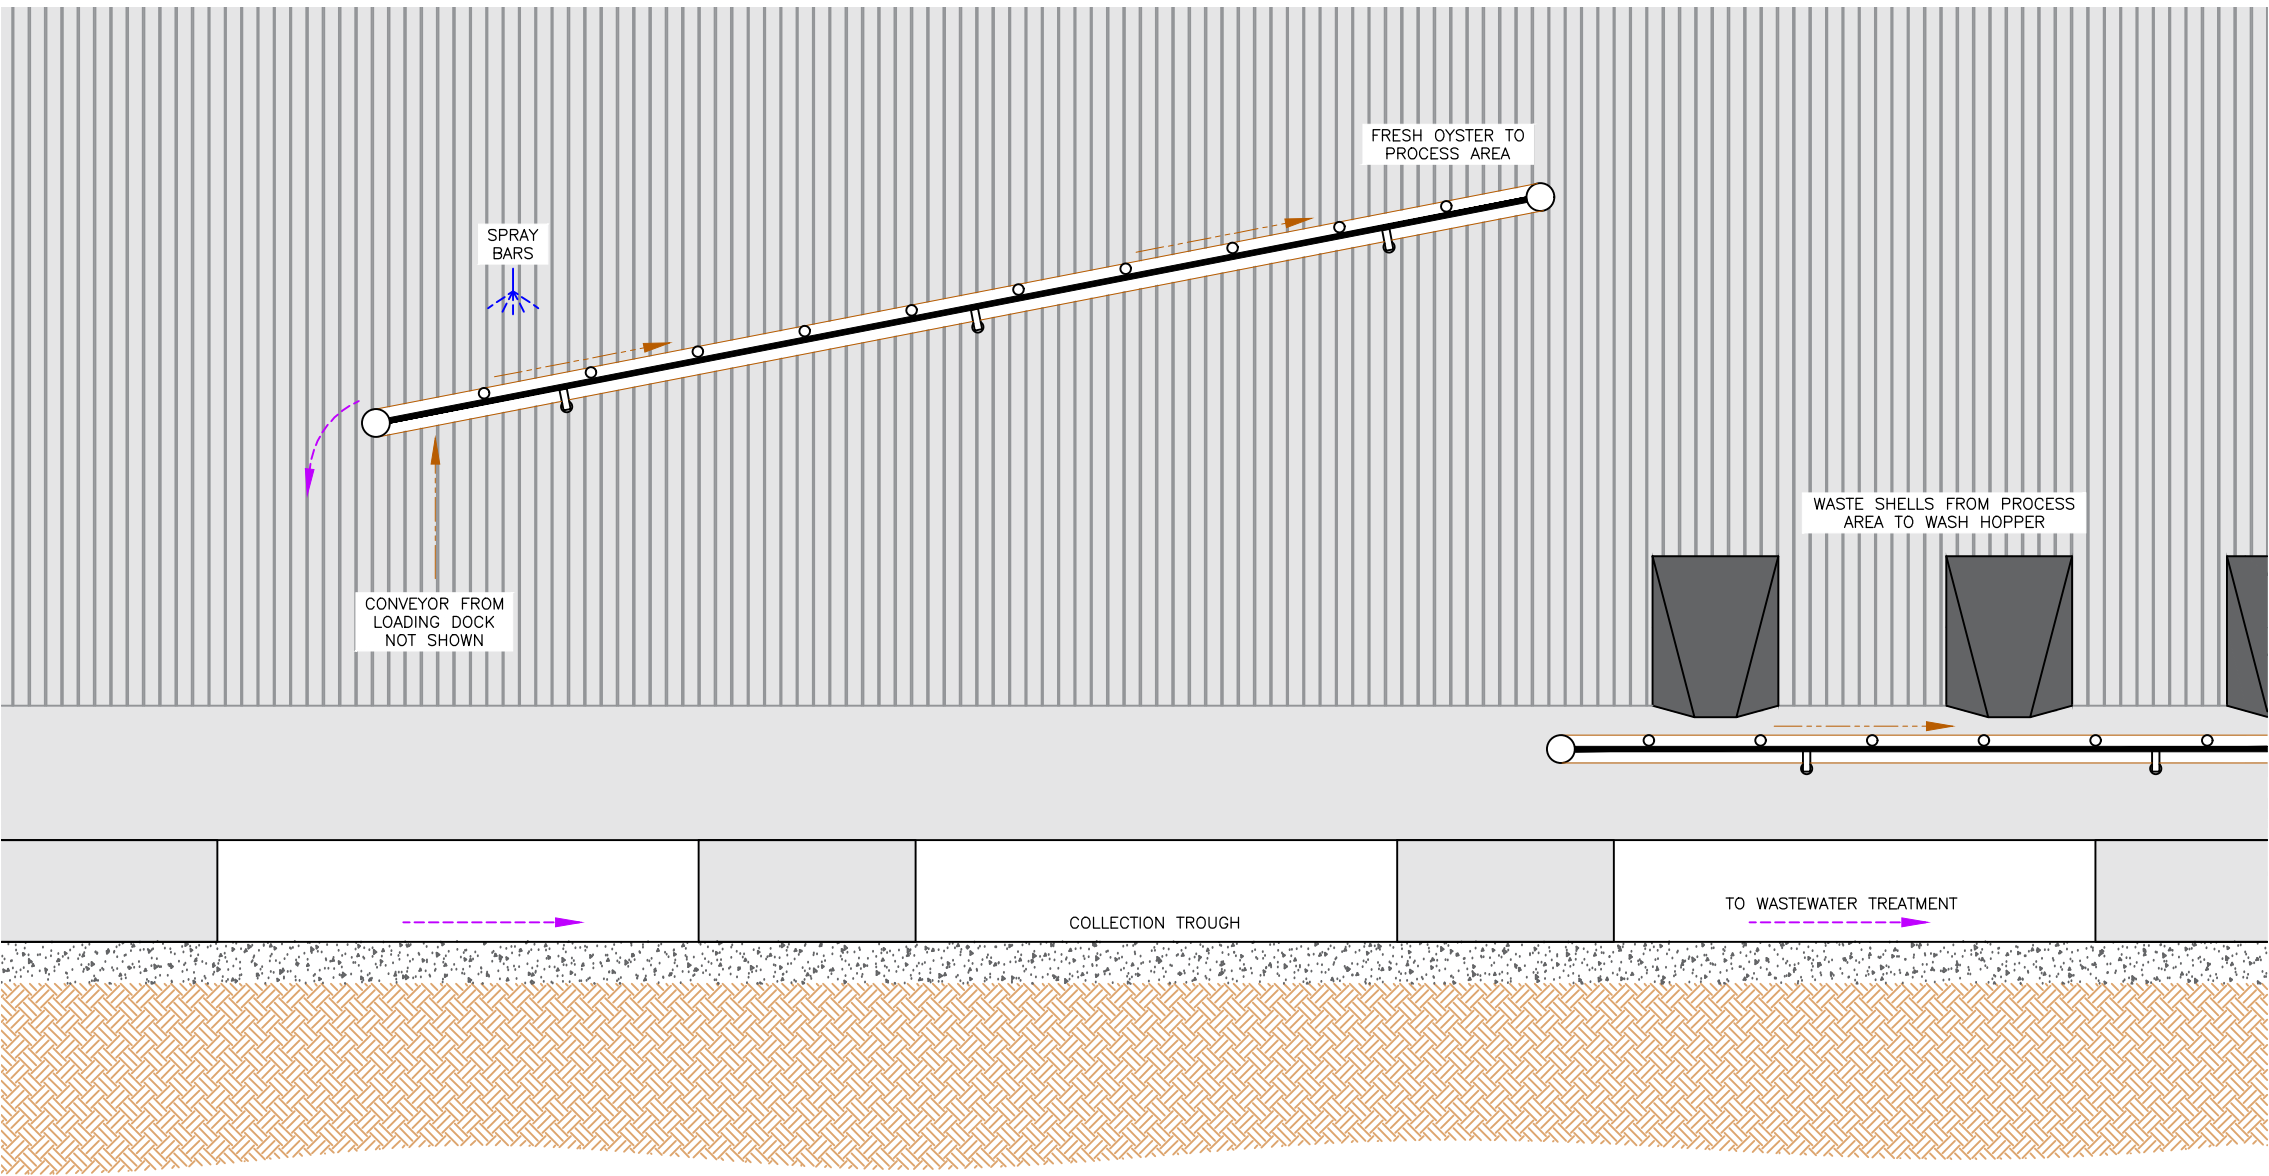 FRESH OYSTER TO
PROCESS AREA
SPRAY
BARS
WASTE SHELLS FROM PROCESS
AREA TO WASH HOPPER
CONVEYOR FROM
LOADING DOCK
NOT SHOWN
TO WASTEWATER TREATMENT
COLLECTION TROUGH